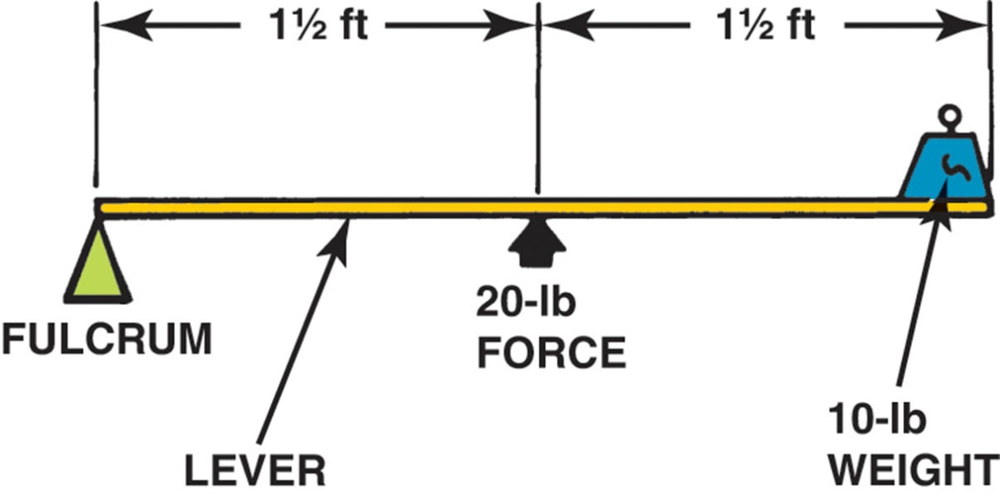 1½ ft
1½ ft
20-lb
FORCE
FULCRUM
10-lb
WEIGHT
LEVER